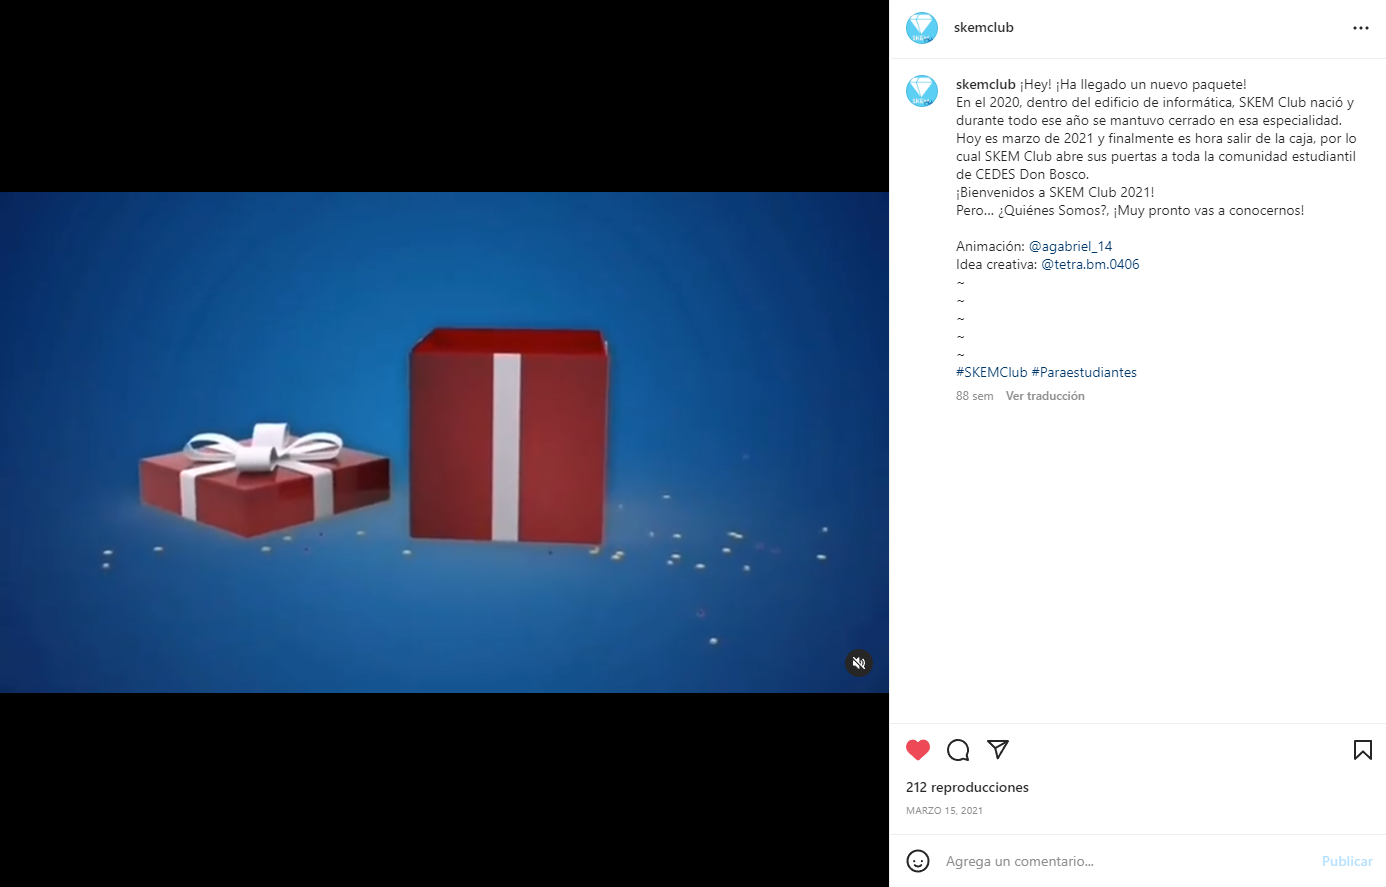 skemclub
skemclub ¡Hey! ¡Ha llegado un nuevo paquete!
En el 2020, dentro del edificio de informática, SKEM Club nació y
durante todo ese año se mantuvo cerrado en esa especialidad.
Hoy es marzo de 2021 y finalmente es hora salir de la caja, por lo
cual SKEM Club abre sus puertas a toda la comunidad estudiantil
de CEDES Don Bosco.
¡Bienvenidos a SKEM Club 2021!
Pero... ¿Quiénes Somos?, ¡Muy pronto vas a conocernos!
Animación: @agabriel_14
Idea creativa: @tetra.bm.0406
~
~
~
~
~
#SKEMClub #Paraestudiantes
88 sem Ver traducción
212 reproducciones
MARZO 15, 2021
Agrega un comentario... Publicar